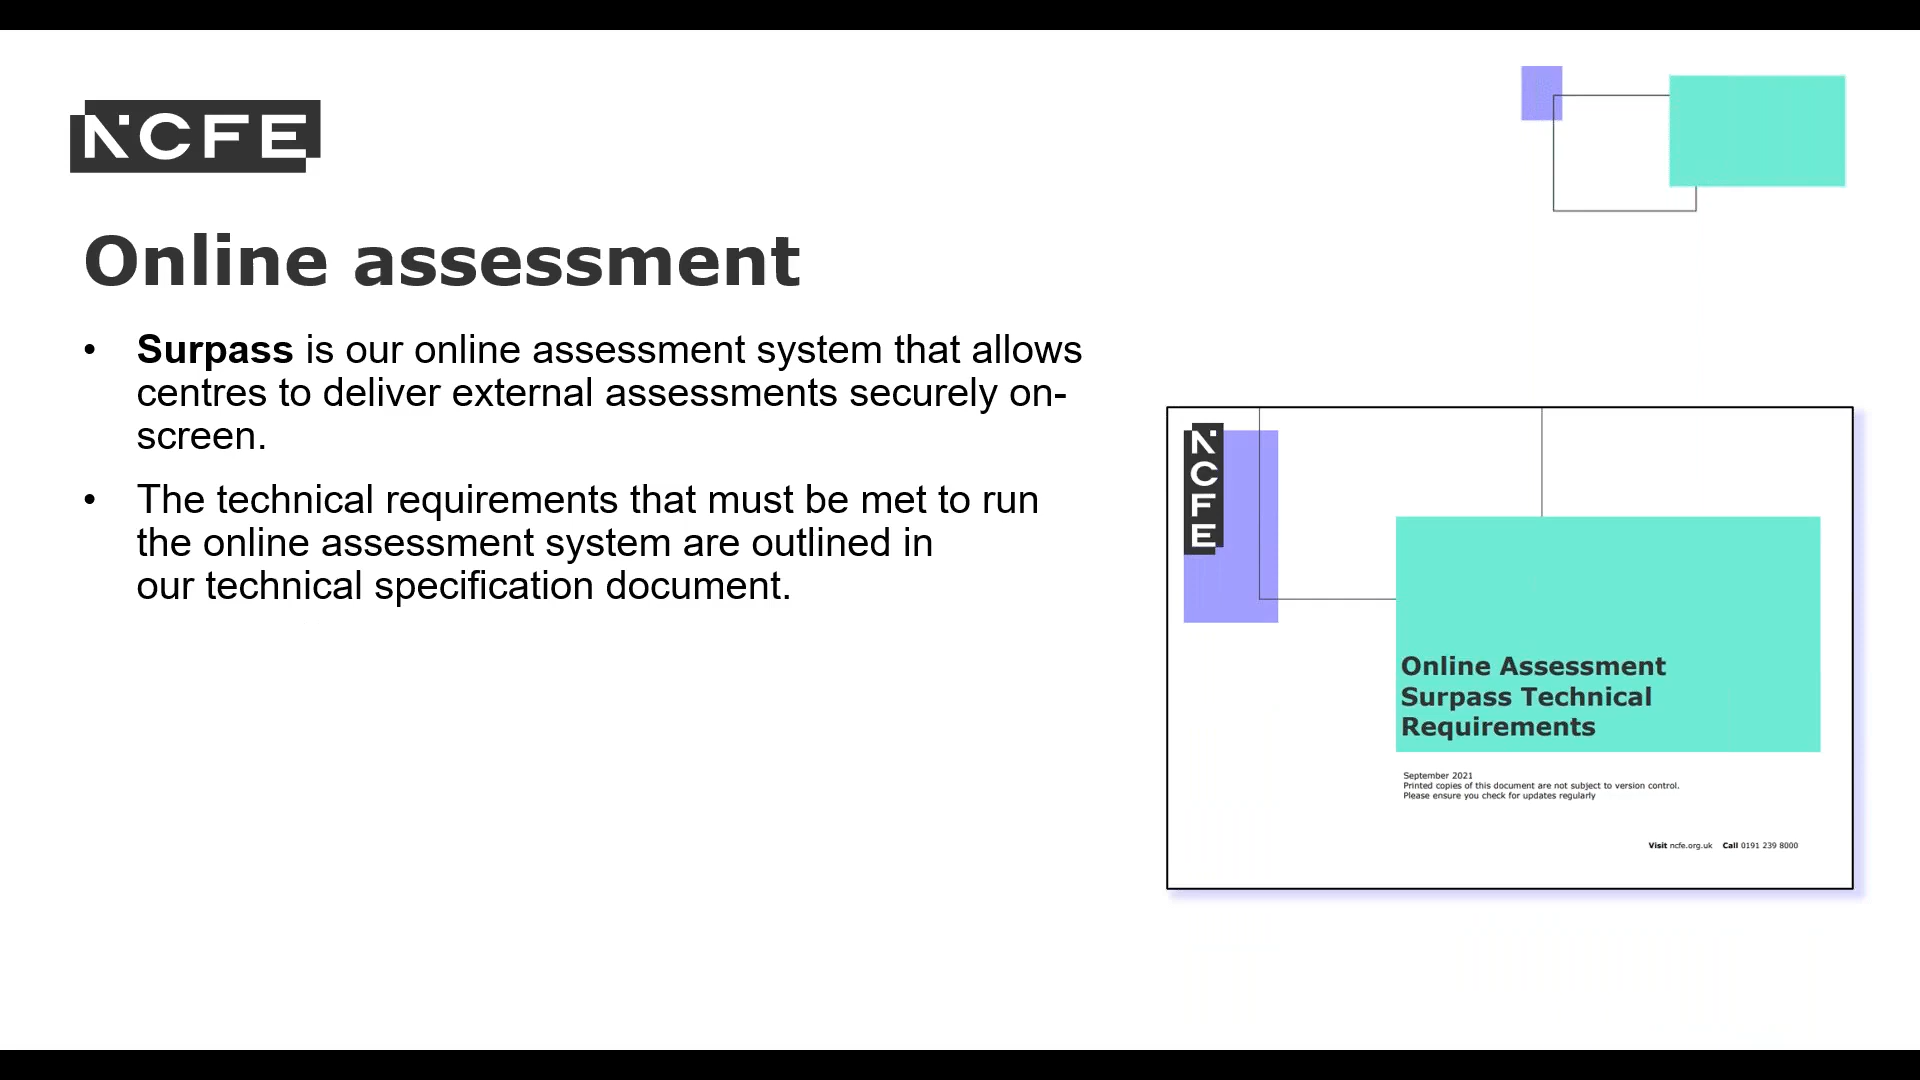 NCFE
Online assessment
• Surpass is our online assessment system that allows
centres to deliver external assessments securely on-
screen.
• The technical requirements that must be met to run
the online assessment system are outlined in
our technical specification document.
NCFE
Online Assessment
Surpass Technical
Requirements
September 2021
Printed copies of this document are not subject to version control.
Please ensure you check for updates regularly
Visit ncfe.org.uk Call 0191 239 8000